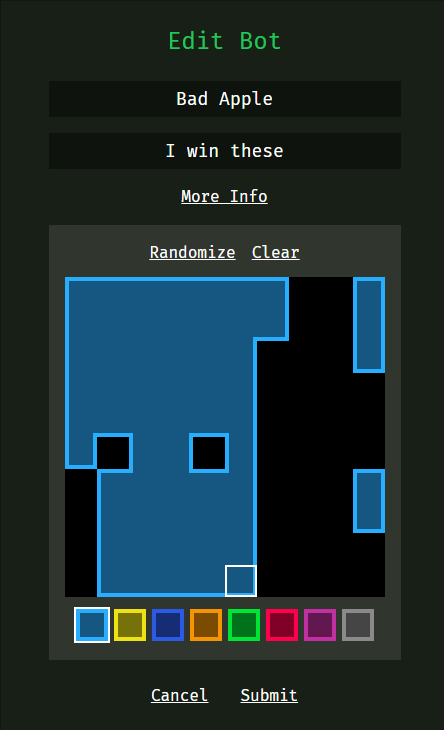 Edit Bot
Bad Apple
I win these
More Info
Randomize Clear
Cancel Submit